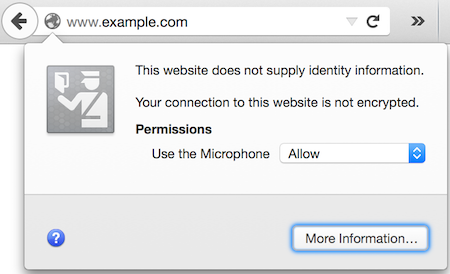 www.example.com
This website does not supply identity information.
Your connection to this website is not encrypted.
Permissions
Use the Microphone Allow
? More Information...